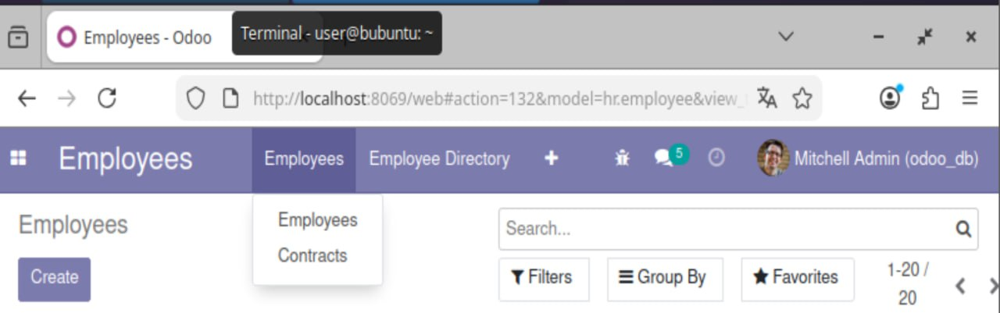 Employees - Odoo
Terminal - user@bubuntu: ~
http://localhost:8069/web#action=132&model=hr.employee&view_
Employees Employees Employee Directory 5 Mitchell Admin (odoo_db)
Employees
Contracts
Employees
Search...
Create
Filters Group By Favorites 1-20 /
20